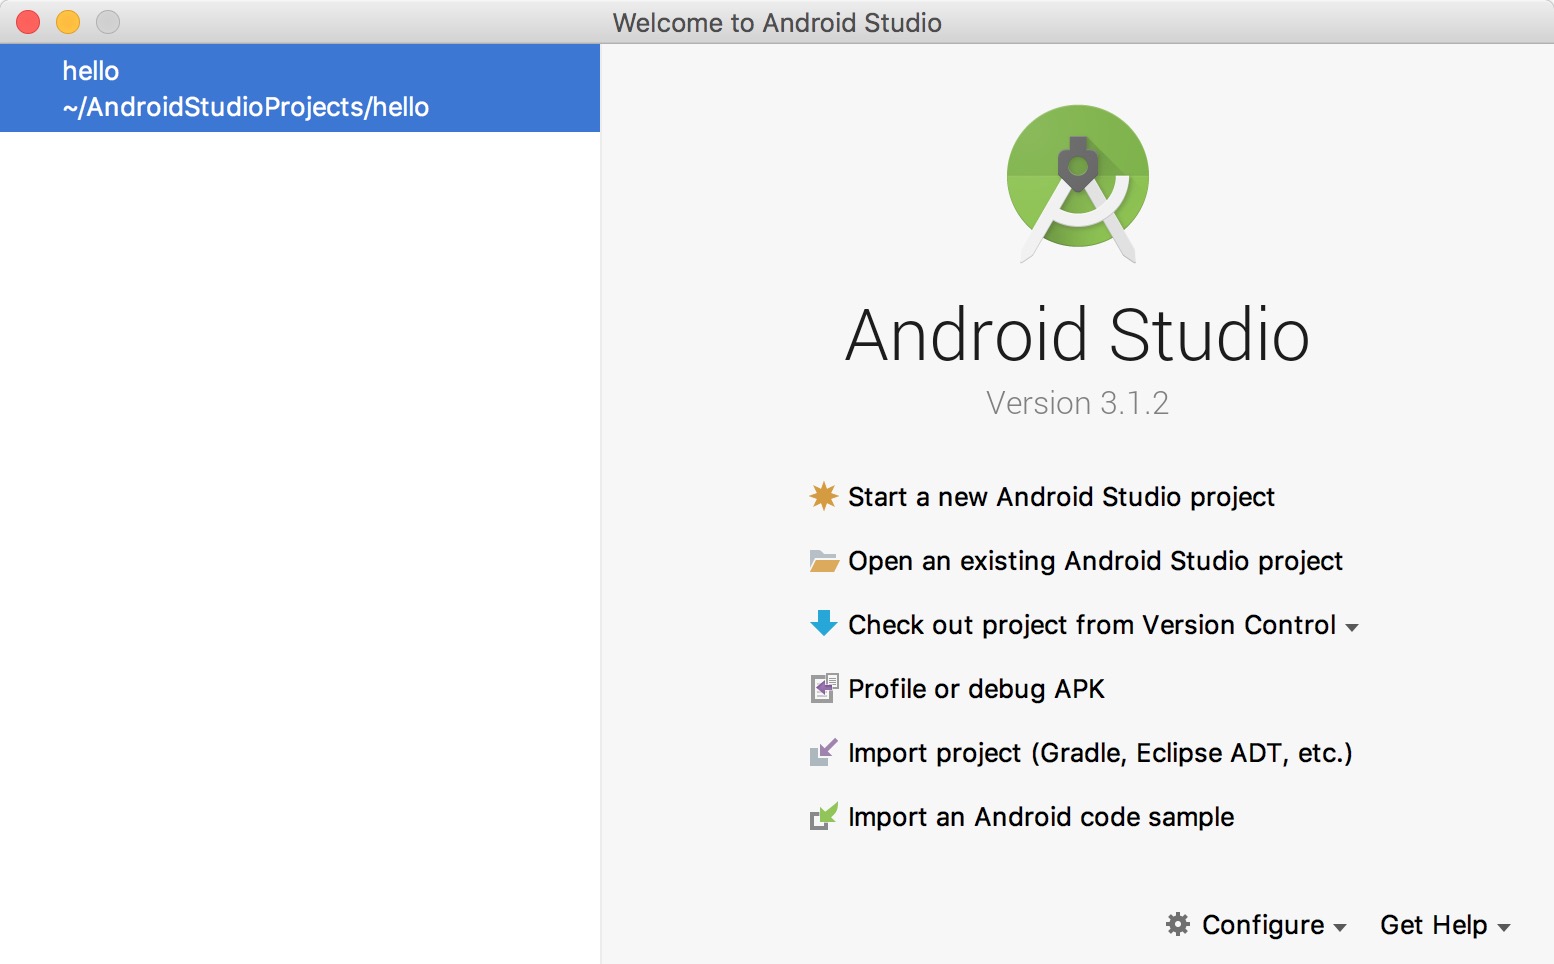 Welcome to Android Studio
hello
~/AndroidStudioProjects/hello
Android Studio
Version 3.1.2
Start a new Android Studio project
Open an existing Android Studio project
Check out project from Version Control
Profile or debug APK
Import project (Gradle, Eclipse ADT, etc.)
Import an Android code sample
Configure Get Help